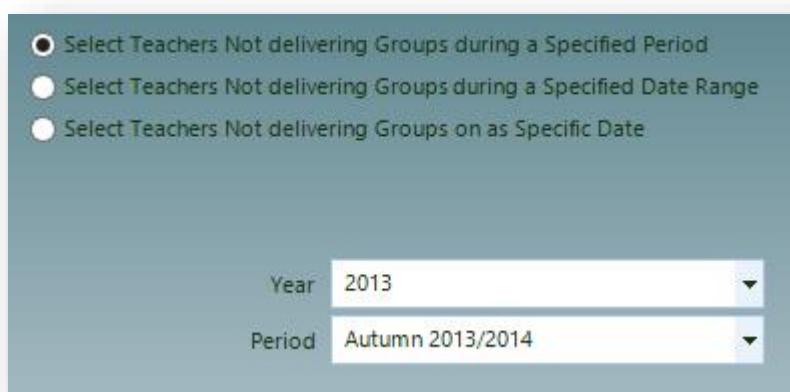 Select Teachers Not delivering Groups during a Specified Period
Select Teachers Not delivering Groups during a Specified Date Range
Select Teachers Not delivering Groups on as Specific Date
Year 2013
Period Autumn 2013/2014